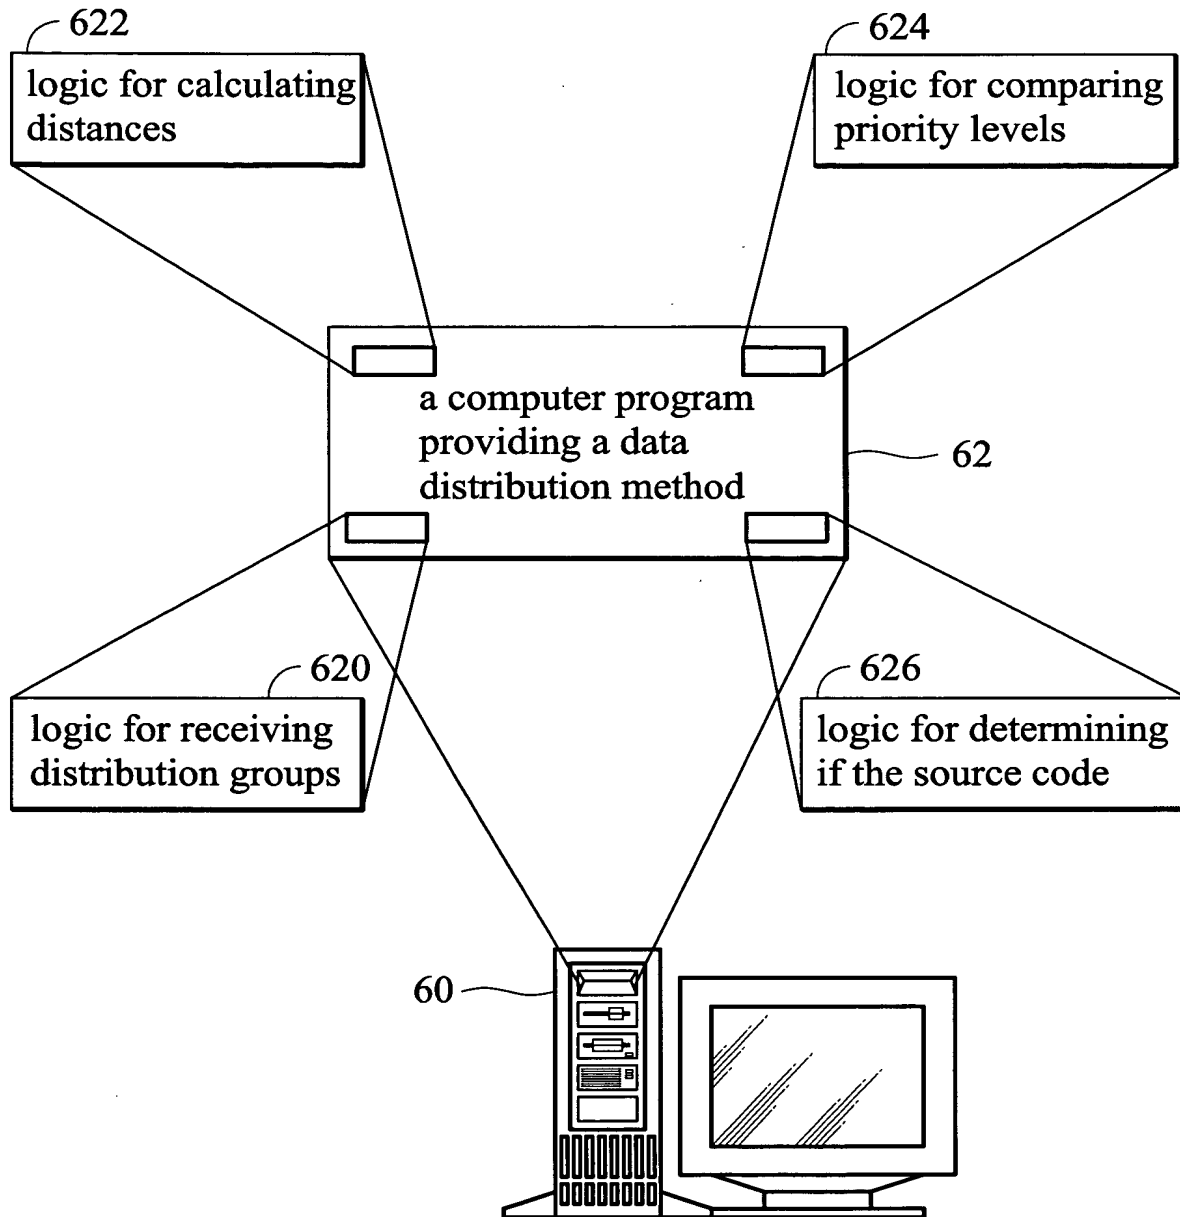 622
logic for calculating
distances
624
logic for comparing
priority levels
a computer program
providing a data
distribution method
62
620
logic for receiving
distribution groups
626
logic for determining
if the source code
60